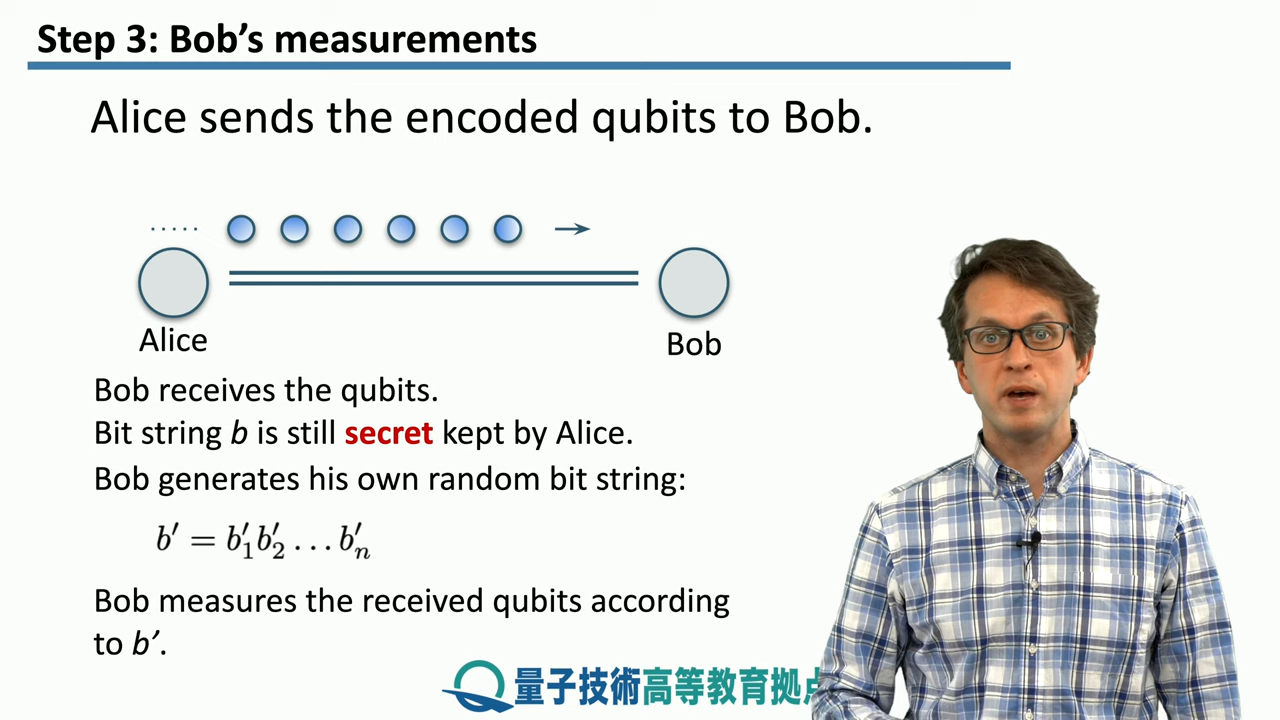 Step 3: Bob’s measurements
Alice sends the encoded qubits to Bob.
Alice
Bob
Bob receives the qubits.
Bit string b is still secret kept by Alice.
Bob generates his own random bit string:
b′ = b′₁b′₂ … b′ₙ
Bob measures the received qubits according
to b’.
量子技術高等教育拠点